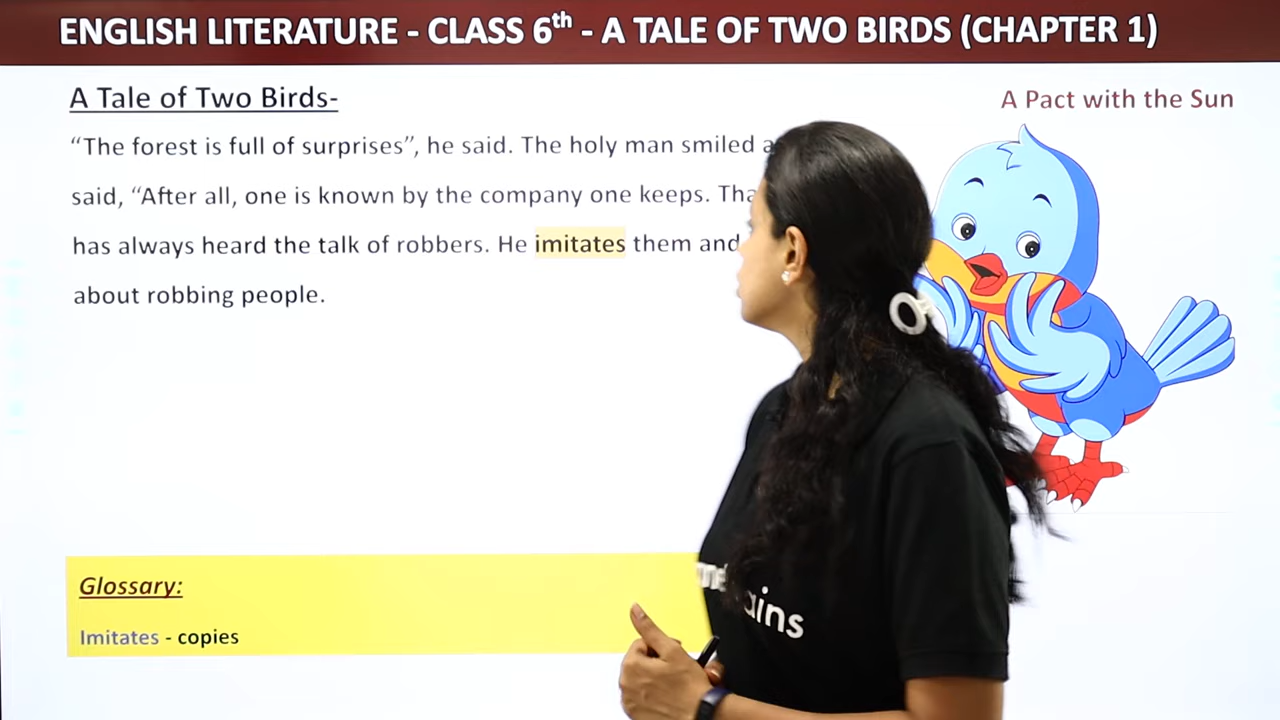 ENGLISH LITERATURE - CLASS 6th - A TALE OF TWO BIRDS (CHAPTER 1)
A Tale of Two Birds-
A Pact with the Sun
“The forest is full of surprises”, he said. The holy man smiled
said, “After all, one is known by the company one keeps.
has always heard the talk of robbers. He imitates them and
about robbing people.
Glossary:
Imitates - copies